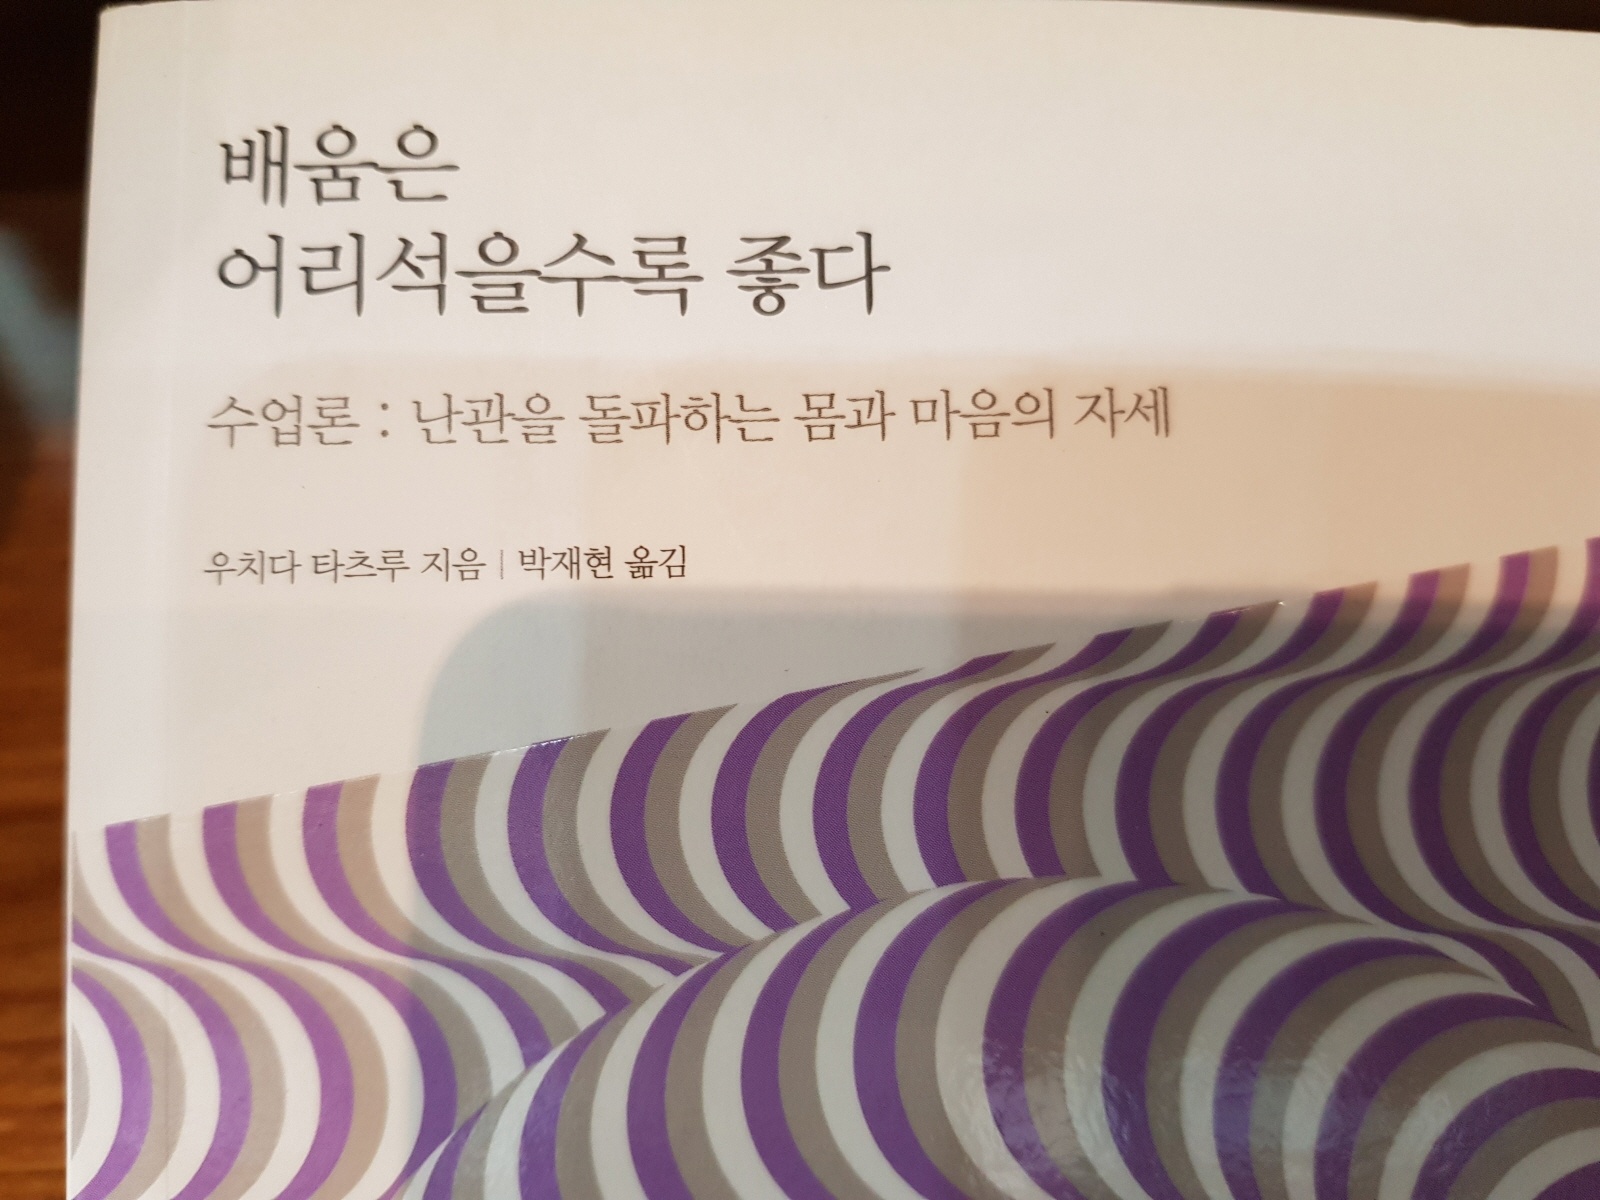 배움은
어리석을수록 좋다
수업론 : 난관을 돌파하는 몸과 마음의 자세
우치다 타츠루 지음 | 박재현 옮김